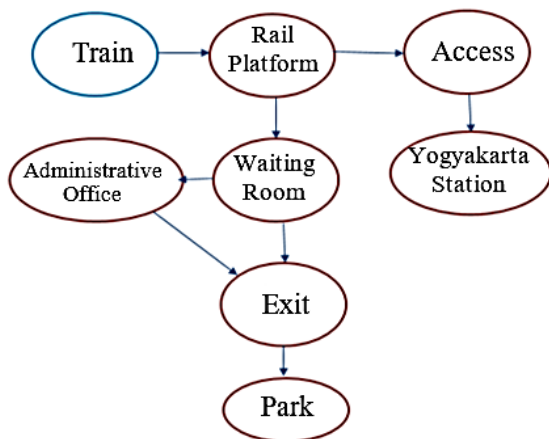 Train
Rail
Platform
Access
Administrative
Office
Waiting
Room
Yogyakarta
Station
Exit
Park